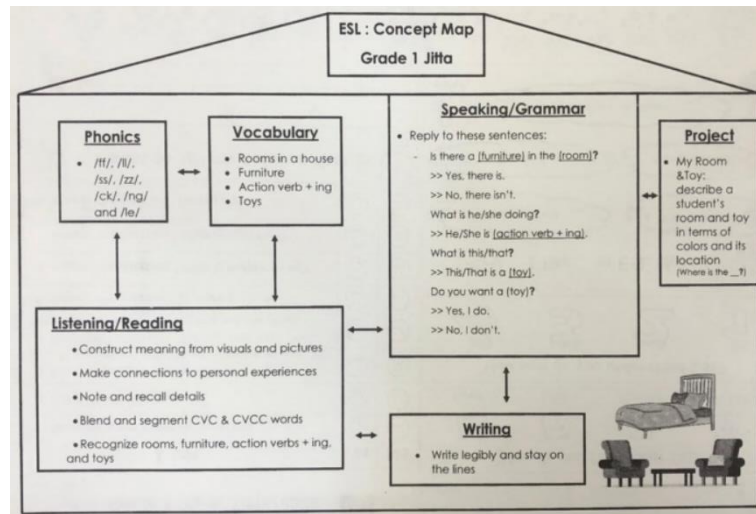 ESL : Concept Map
Grade 1 Jitta
Phonics
• /ff/, /ll/,
/ss/, /zz/,
/ck/, /ng/
and /le/
Vocabulary
• Rooms in a house
• Furniture
• Action verb + ing
• Toys
Speaking/Grammar
• Reply to these sentences:
- Is there a (furniture) in the (room)?
>> Yes, there is.
>> No, there isn't.
What is he/she doing?
>> He/She is (action verb + ing).
What is this/that?
>> This/That is a (toy).
Do you want a (toy)?
>> Yes, I do.
>> No, I don't.
Project
• My Room
&Toy:
describe a
student's
room and toy
in terms of
colors and its
location
(Where is the __?)
Listening/Reading
• Construct meaning from visuals and pictures
• Make connections to personal experiences
• Note and recall details
• Blend and segment CVC & CVCC words
• Recognize rooms, furniture, action verbs + ing,
and toys
Writing
• Write legibly and stay on
the lines